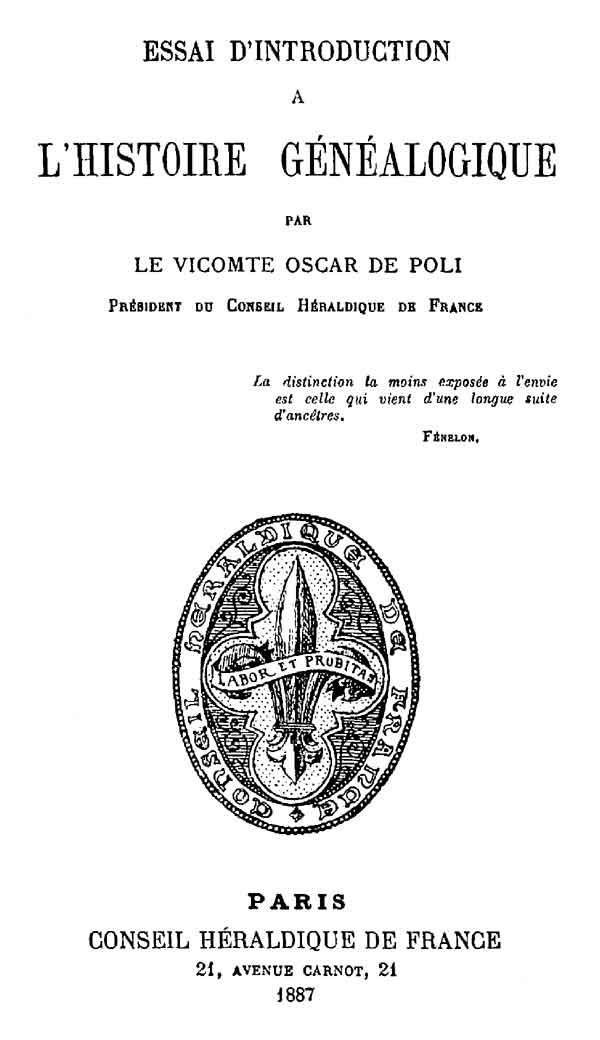 ESSAI D'INTRODUCTION
A
L'HISTOIRE GÉNÉALOGIQUE
PAR
LE VICOMTE OSCAR DE POLI
PRÉSIDENT DU CONSEIL HÉRALDIQUE DE FRANCE
La distinction la moins exposée à l'envie
est celle qui vient d'une longue suite
d'ancêtres.
FÉNELON.
CONSEIL HERALDIQUE DE FRANCE
LABOR ET PROBITAS
PARIS
CONSEIL HÉRALDIQUE DE FRANCE
21, AVENUE CARNOT, 21
1887